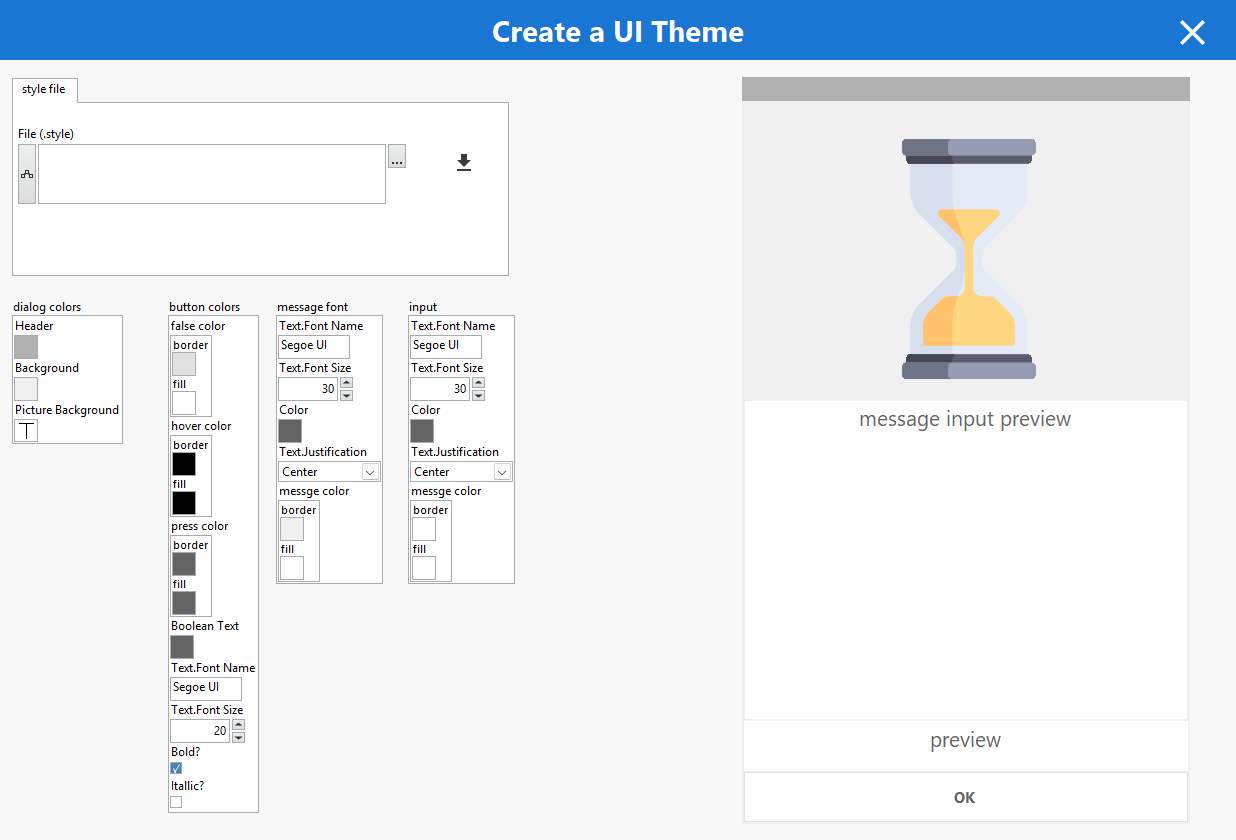 Create a UI Theme
style file
File (.style)
...
dialog colors
Header
Background
Picture Background
T
button colors
false color
border
fill
hover color
border
fill
press color
border
fill
Boolean Text
Text.Font Name
Segoe UI
Text.Font Size
20
Bold?
Itallic?
message font
Text.Font Name
Segoe UI
Text.Font Size
30
Color
Text.Justification
Center
messge color
border
fill
input
Text.Font Name
Segoe UI
Text.Font Size
30
Color
Text.Justification
Center
messge color
border
fill
message input preview
preview
OK